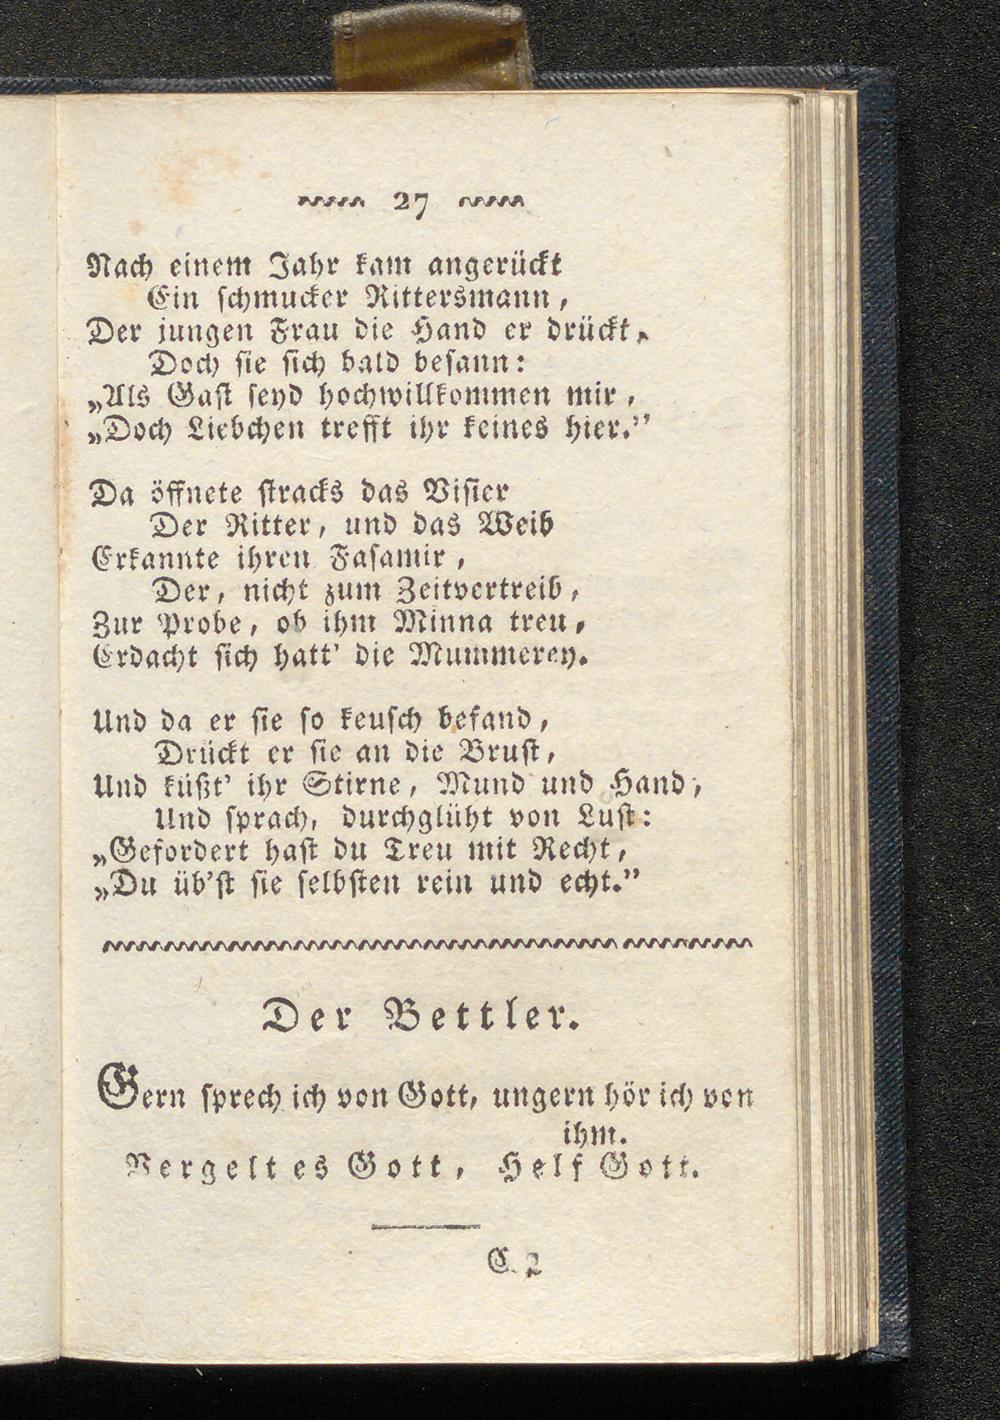 27
Nach einem Jahr kam angerückt
Ein schmucker Rittersmann,
Der jungen Frau die Hand er drückt,
Doch sie sich bald besann:
„Als Gast seyd hochwillkommen mir,
„Doch Liebchen trefft ihr keines hier.”
Da öffnete stracks das Visier
Der Ritter, und das Weib
Erkannte ihren Fasamir,
Der, nicht zum Zeitvertreib,
Zur Probe, ob ihm Minna treu,
Erdacht sich hatt' die Mummerey.
Und da er sie so keusch befand,
Drückt er sie an die Brust,
Und küßt' ihr Stirne, Mund und Hand,
Und sprach, durchglüht von Lust:
„Gefordert hast du Treu mit Recht,
„Du üb'st sie selbsten rein und echt.”
Der Bettler.
Gern sprech ich von Gott, ungern hör ich von
ihm.
Vergelt es Gott, Helf Gott.
C 2